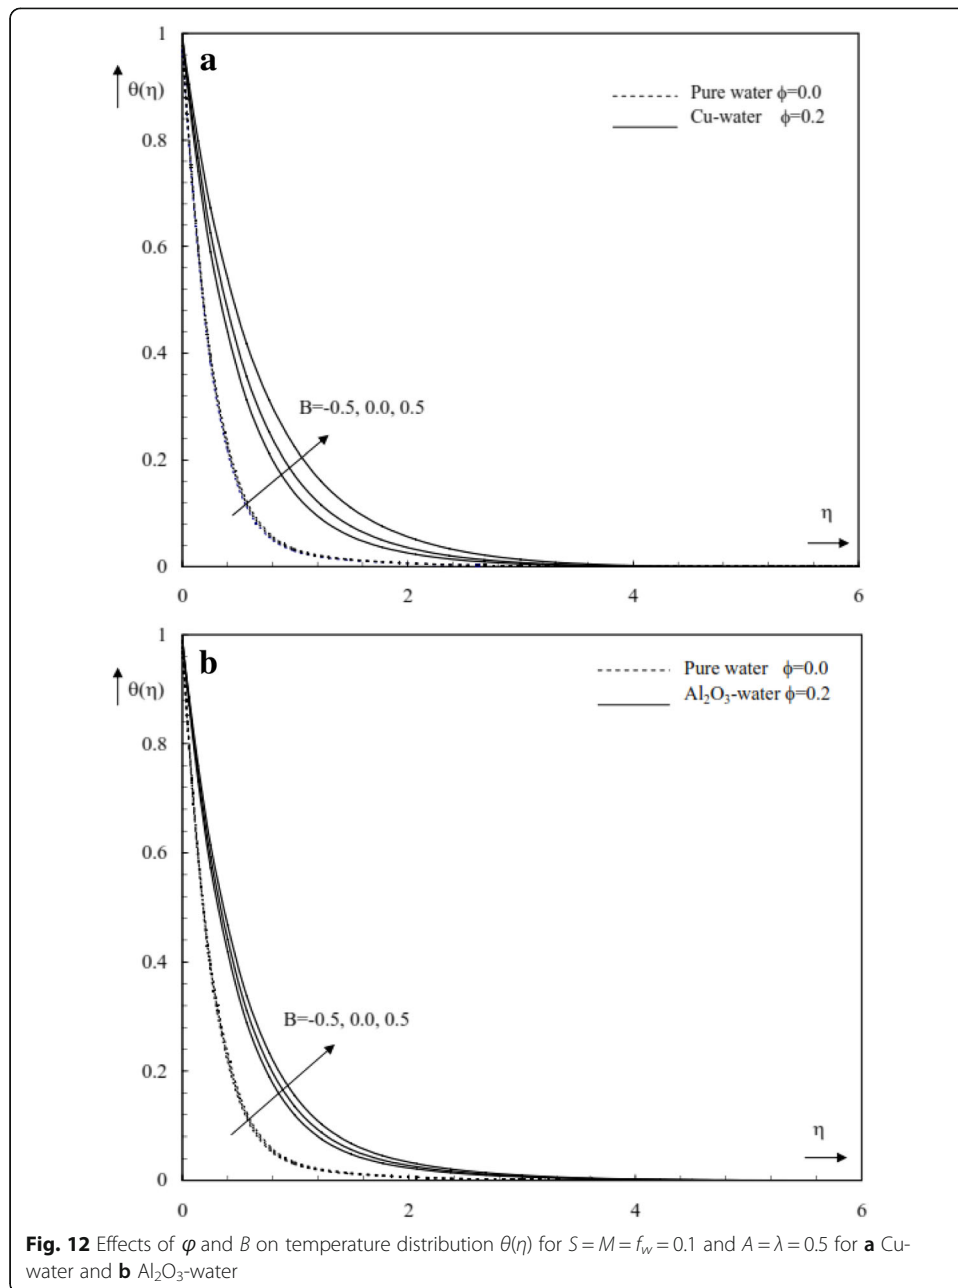 1
a
θ(η)
Pure water ϕ=0.0
Cu-water ϕ=0.2
0.8
0.6
0.4
B=-0.5, 0.0, 0.5
0.2
η
0
0 2 4 6
1
b
θ(η)
Pure water ϕ=0.0
Al₂O₃-water ϕ=0.2
0.8
0.6
0.4
B=-0.5, 0.0, 0.5
0.2
η
0
0 2 4 6
Fig. 12 Effects of φ and B on temperature distribution θ(η) for S = M = f_w = 0.1 and A = λ = 0.5 for a Cu-
water and b Al₂O₃-water